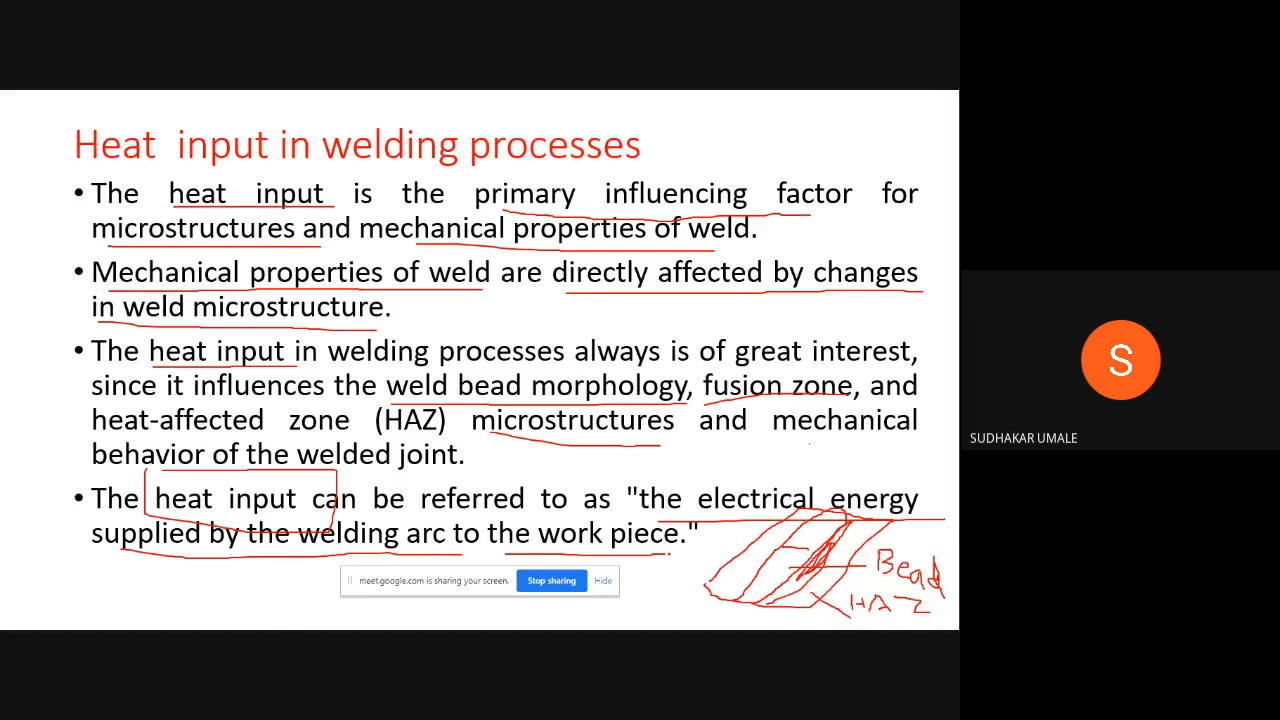 Heat input in welding processes
• The heat input is the primary influencing factor for
microstructures and mechanical properties of weld.
• Mechanical properties of weld are directly affected by changes
in weld microstructure.
• The heat input in welding processes always is of great interest,
since it influences the weld bead morphology, fusion zone, and
heat-affected zone (HAZ) microstructures and mechanical
behavior of the welded joint.
• The heat input can be referred to as "the electrical energy
supplied by the welding arc to the work piece."
Bead
HAZ
meet.google.com is sharing your screen. Stop sharing Hide
S
SUDHAKAR UMALE